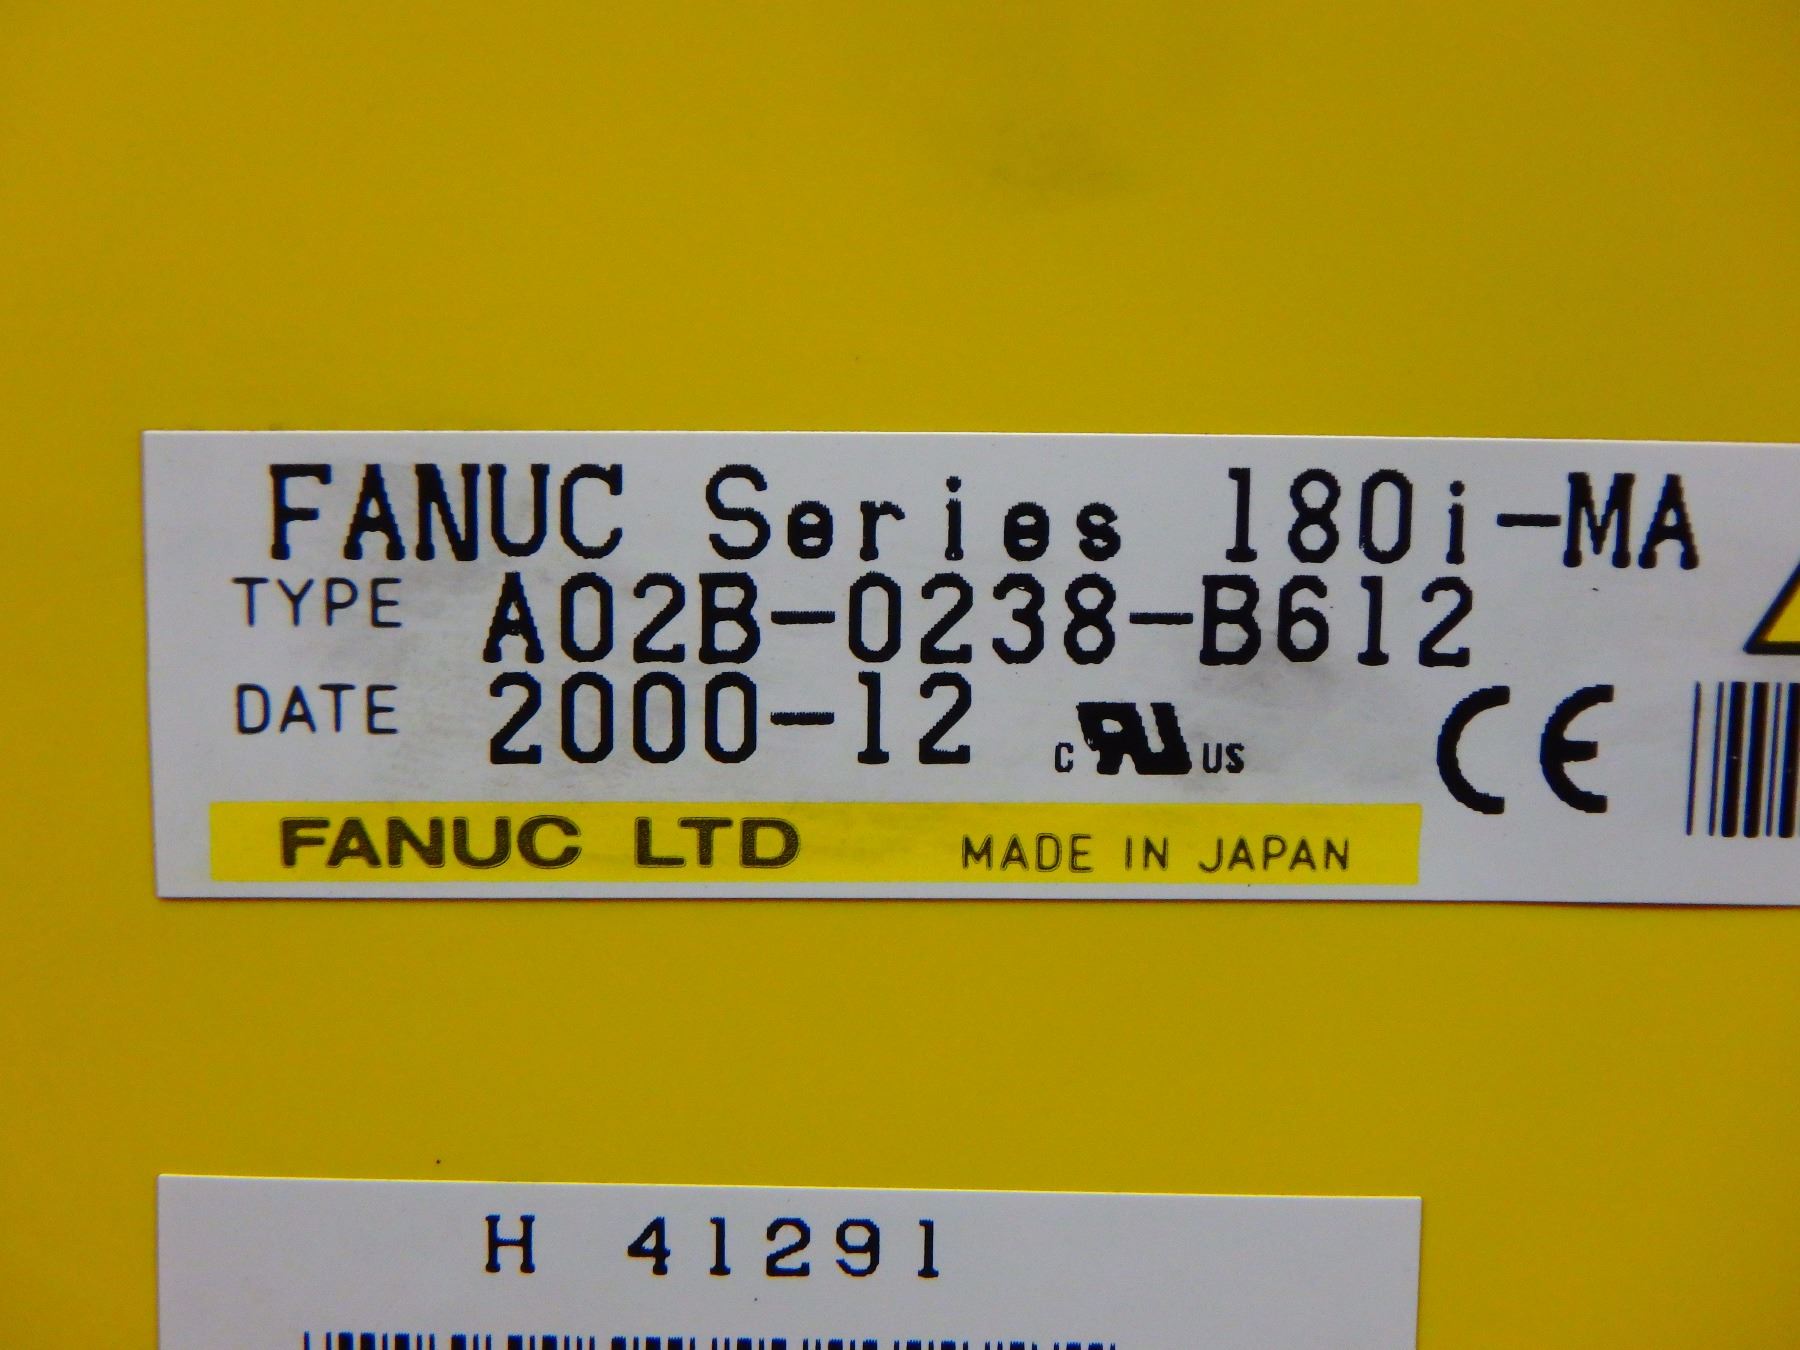 FANUC Series 180i-MA
TYPE A02B-0238-B612
DATE 2000-12 c RU US CE
FANUC LTD MADE IN JAPAN
H 41291